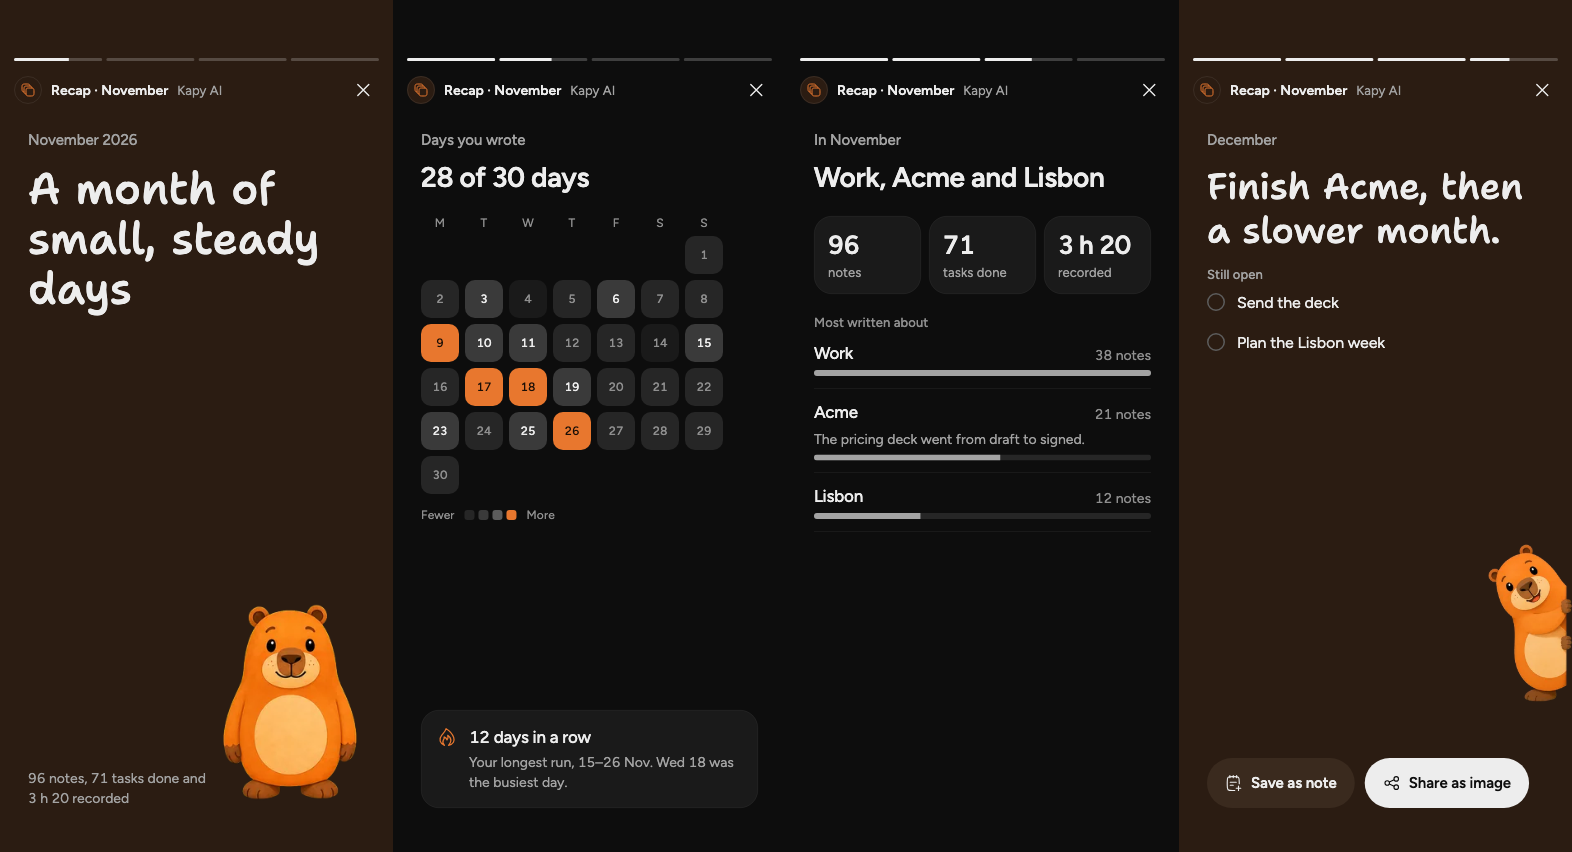 Recap · November Kapy AI
November 2026
A month of
small, steady
days
96 notes, 71 tasks done and
3 h 20 recorded
Recap · November Kapy AI
Days you wrote
28 of 30 days
M T W T F S S
1
2 3 4 5 6 7 8
9 10 11 12 13 14 15
16 17 18 19 20 21 22
23 24 25 26 27 28 29
30
Fewer More
12 days in a row
Your longest run, 15–26 Nov. Wed 18 was
the busiest day.
Recap · November Kapy AI
In November
Work, Acme and Lisbon
96 71 3 h 20
notes tasks done recorded
Most written about
Work 38 notes
Acme 21 notes
The pricing deck went from draft to signed.
Lisbon 12 notes
Recap · November Kapy AI
December
Finish Acme, then
a slower month.
Still open
Send the deck
Plan the Lisbon week
Save as note Share as image